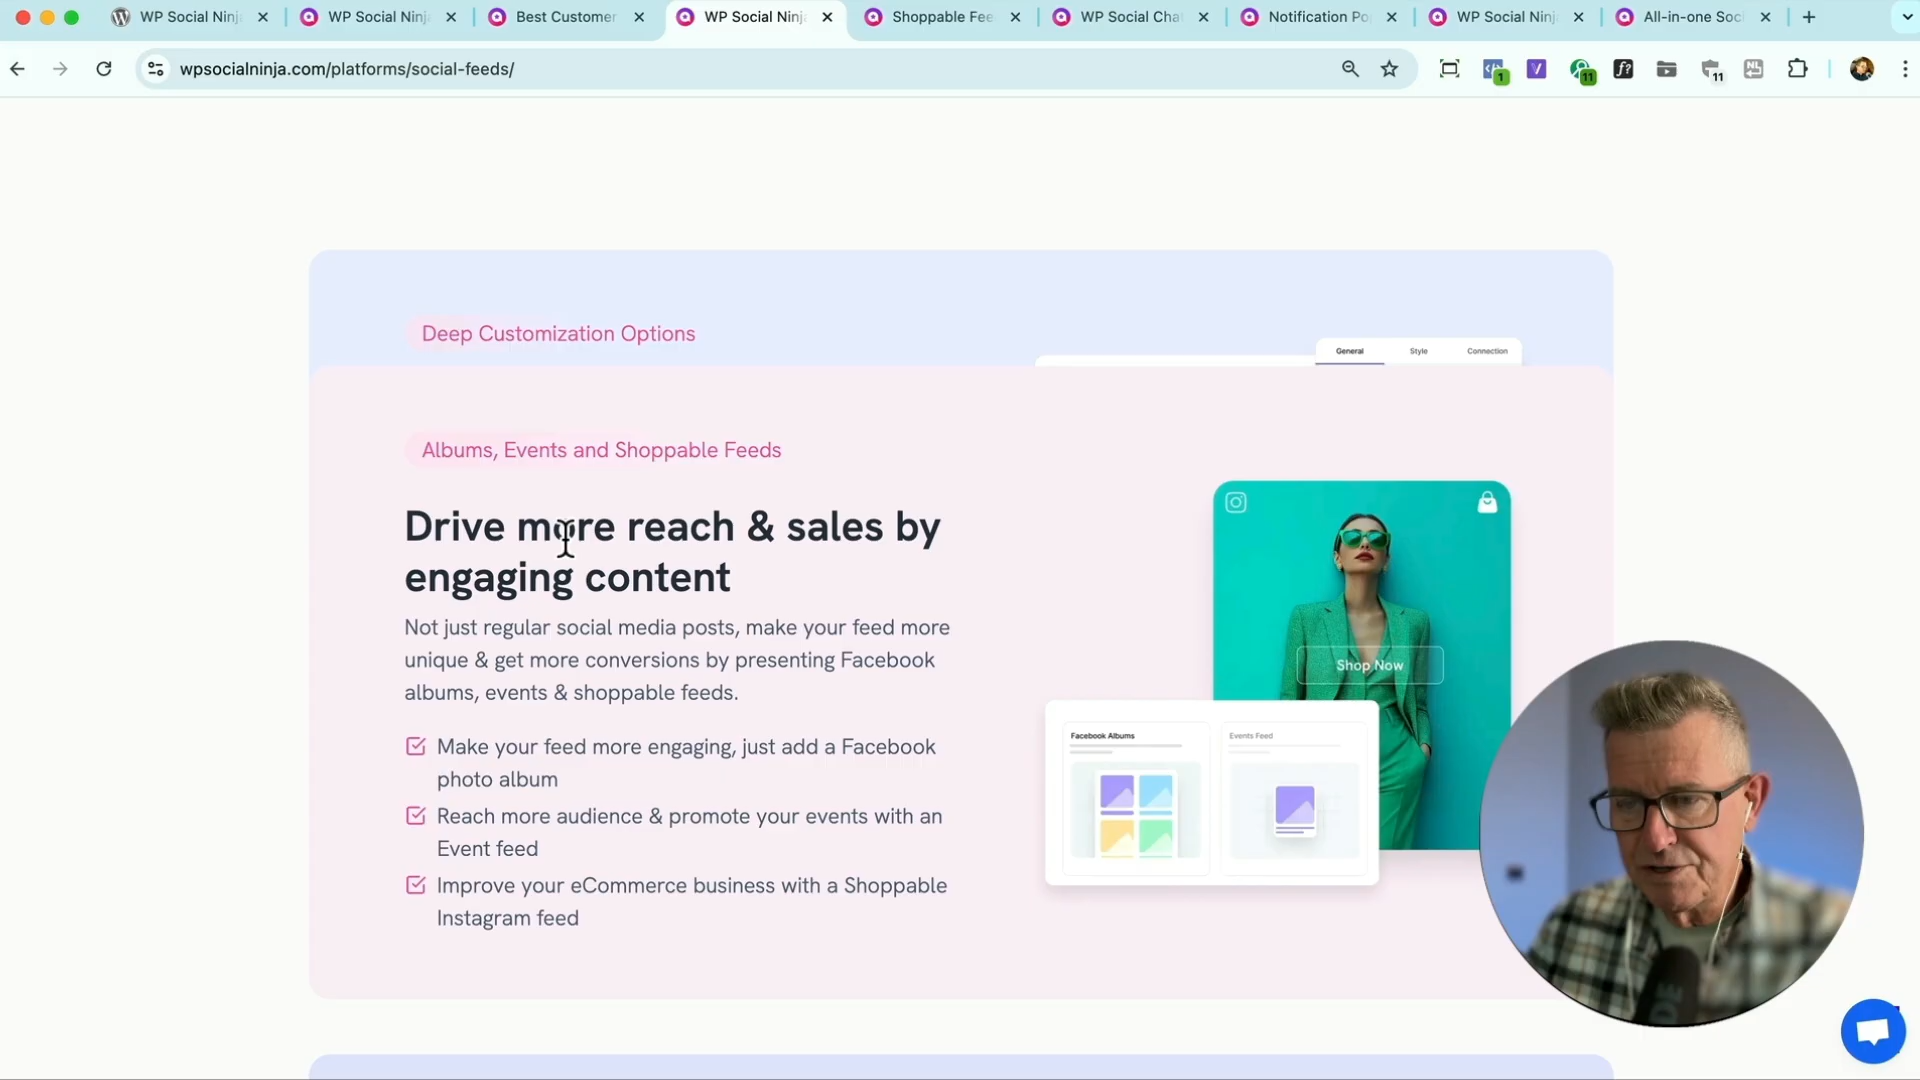 WP Social Ninj
WP Social Ninj
Best Customer
WP Social Ninj
Shoppable Fee
WP Social Cha
Notification Po
WP Social Ninj
All-in-one Soc
wpsocialninja.com/platforms/social-feeds/
1
11
11
Deep Customization Options
General
Style
Connection
Albums, Events and Shoppable Feeds
Drive more reach & sales by
engaging content
Not just regular social media posts, make your feed more
unique & get more conversions by presenting Facebook
albums, events & shoppable feeds.
Make your feed more engaging, just add a Facebook
photo album
Reach more audience & promote your events with an
Event feed
Improve your eCommerce business with a Shoppable
Instagram feed
Shop Now
Facebook Albums
Events Feed